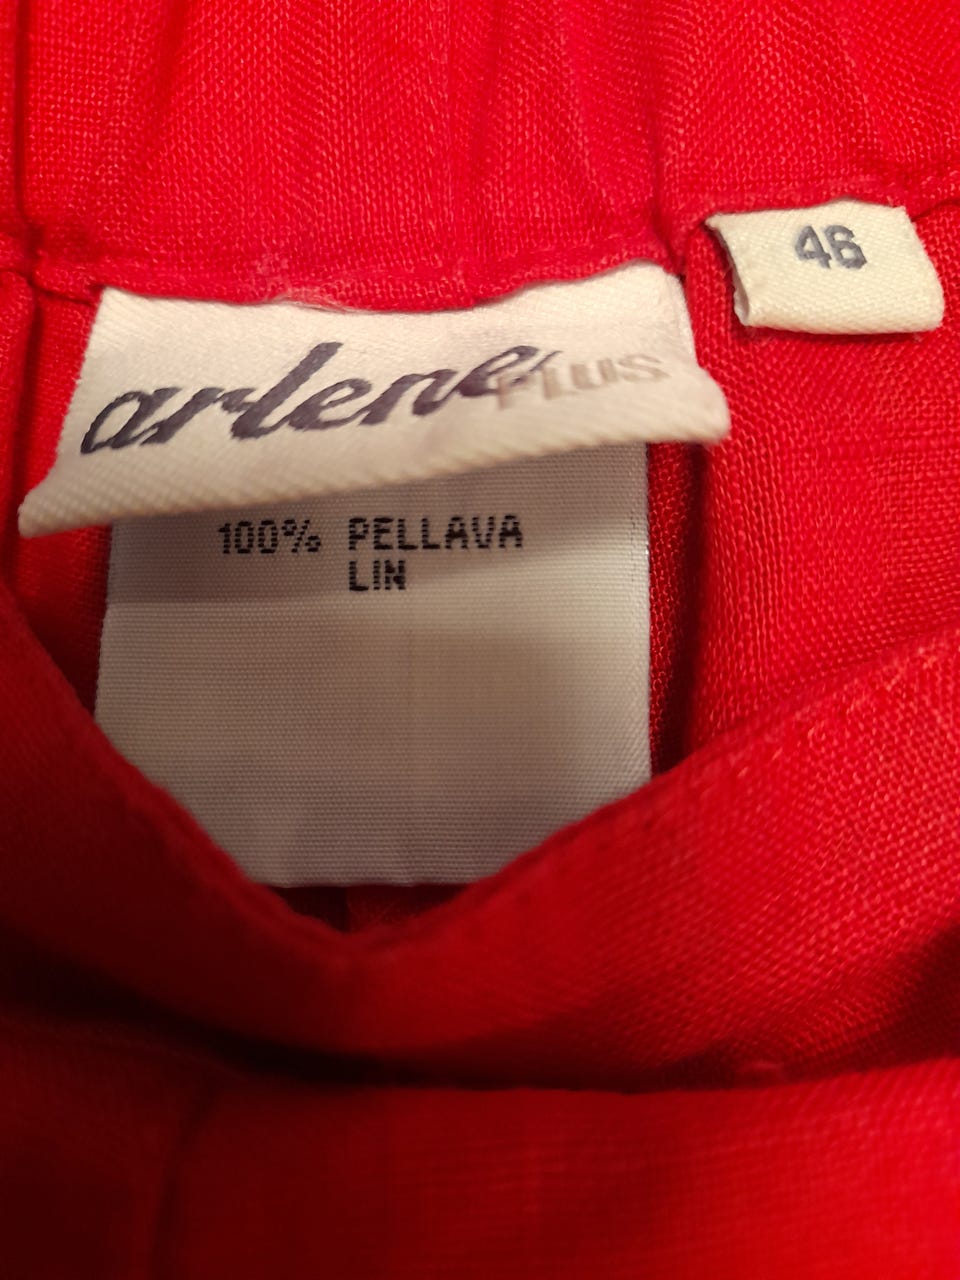 46
arlene PLUS
100% PELLAVA
LIN